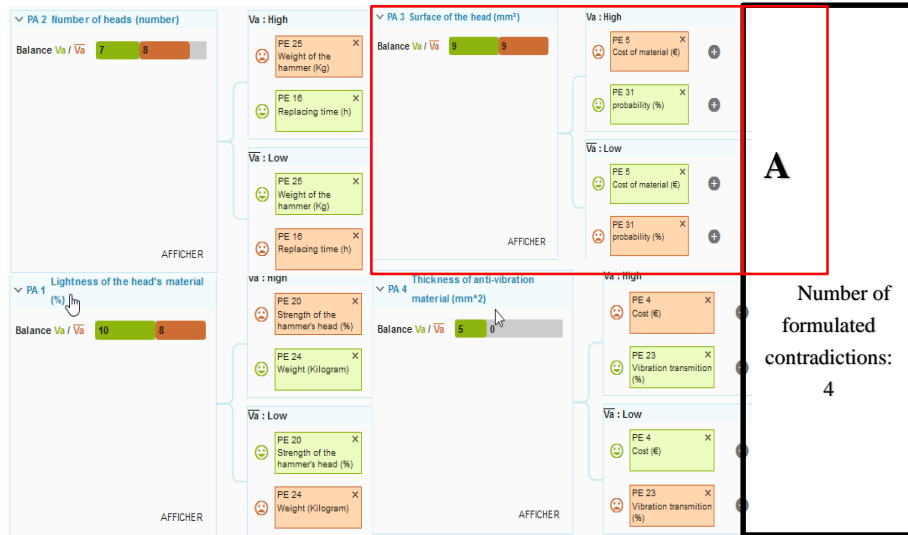 PA 2 Number of heads (number)
Balance Va / Va
7
8
AFFICHER
Va : High
PE 25
X
Weight of the
hammer (Kg)
PE 16
X
Replacing time (h)
Va : Low
PE 25
X
Weight of the
hammer (Kg)
PE 16
X
Replacing time (h)
PA 3 Surface of the head (mm²)
Balance Va / Va
9
9
AFFICHER
Va : High
PE 5
X
Cost of material (€)
PE 31
X
probability (%)
Va : Low
PE 5
X
Cost of material (€)
PE 31
X
probability (%)
A
PA 1 Lightness of the head's material
(%)
Balance Va / Va
10
8
AFFICHER
Va : High
PE 20
X
Strength of the
hammer's head (%)
PE 24
X
Weight (Kilogram)
Va : Low
PE 20
X
Strength of the
hammer's head (%)
PE 24
X
Weight (Kilogram)
PA 4 Thickness of anti-vibration
material (mm^2)
Balance Va / Va
5
0
AFFICHER
Va : High
PE 4
X
Cost (€)
PE 23
X
Vibration transmition
(%)
Va : Low
PE 4
X
Cost (€)
PE 23
X
Vibration transmition
(%)
Number of
formulated
contradictions:
4